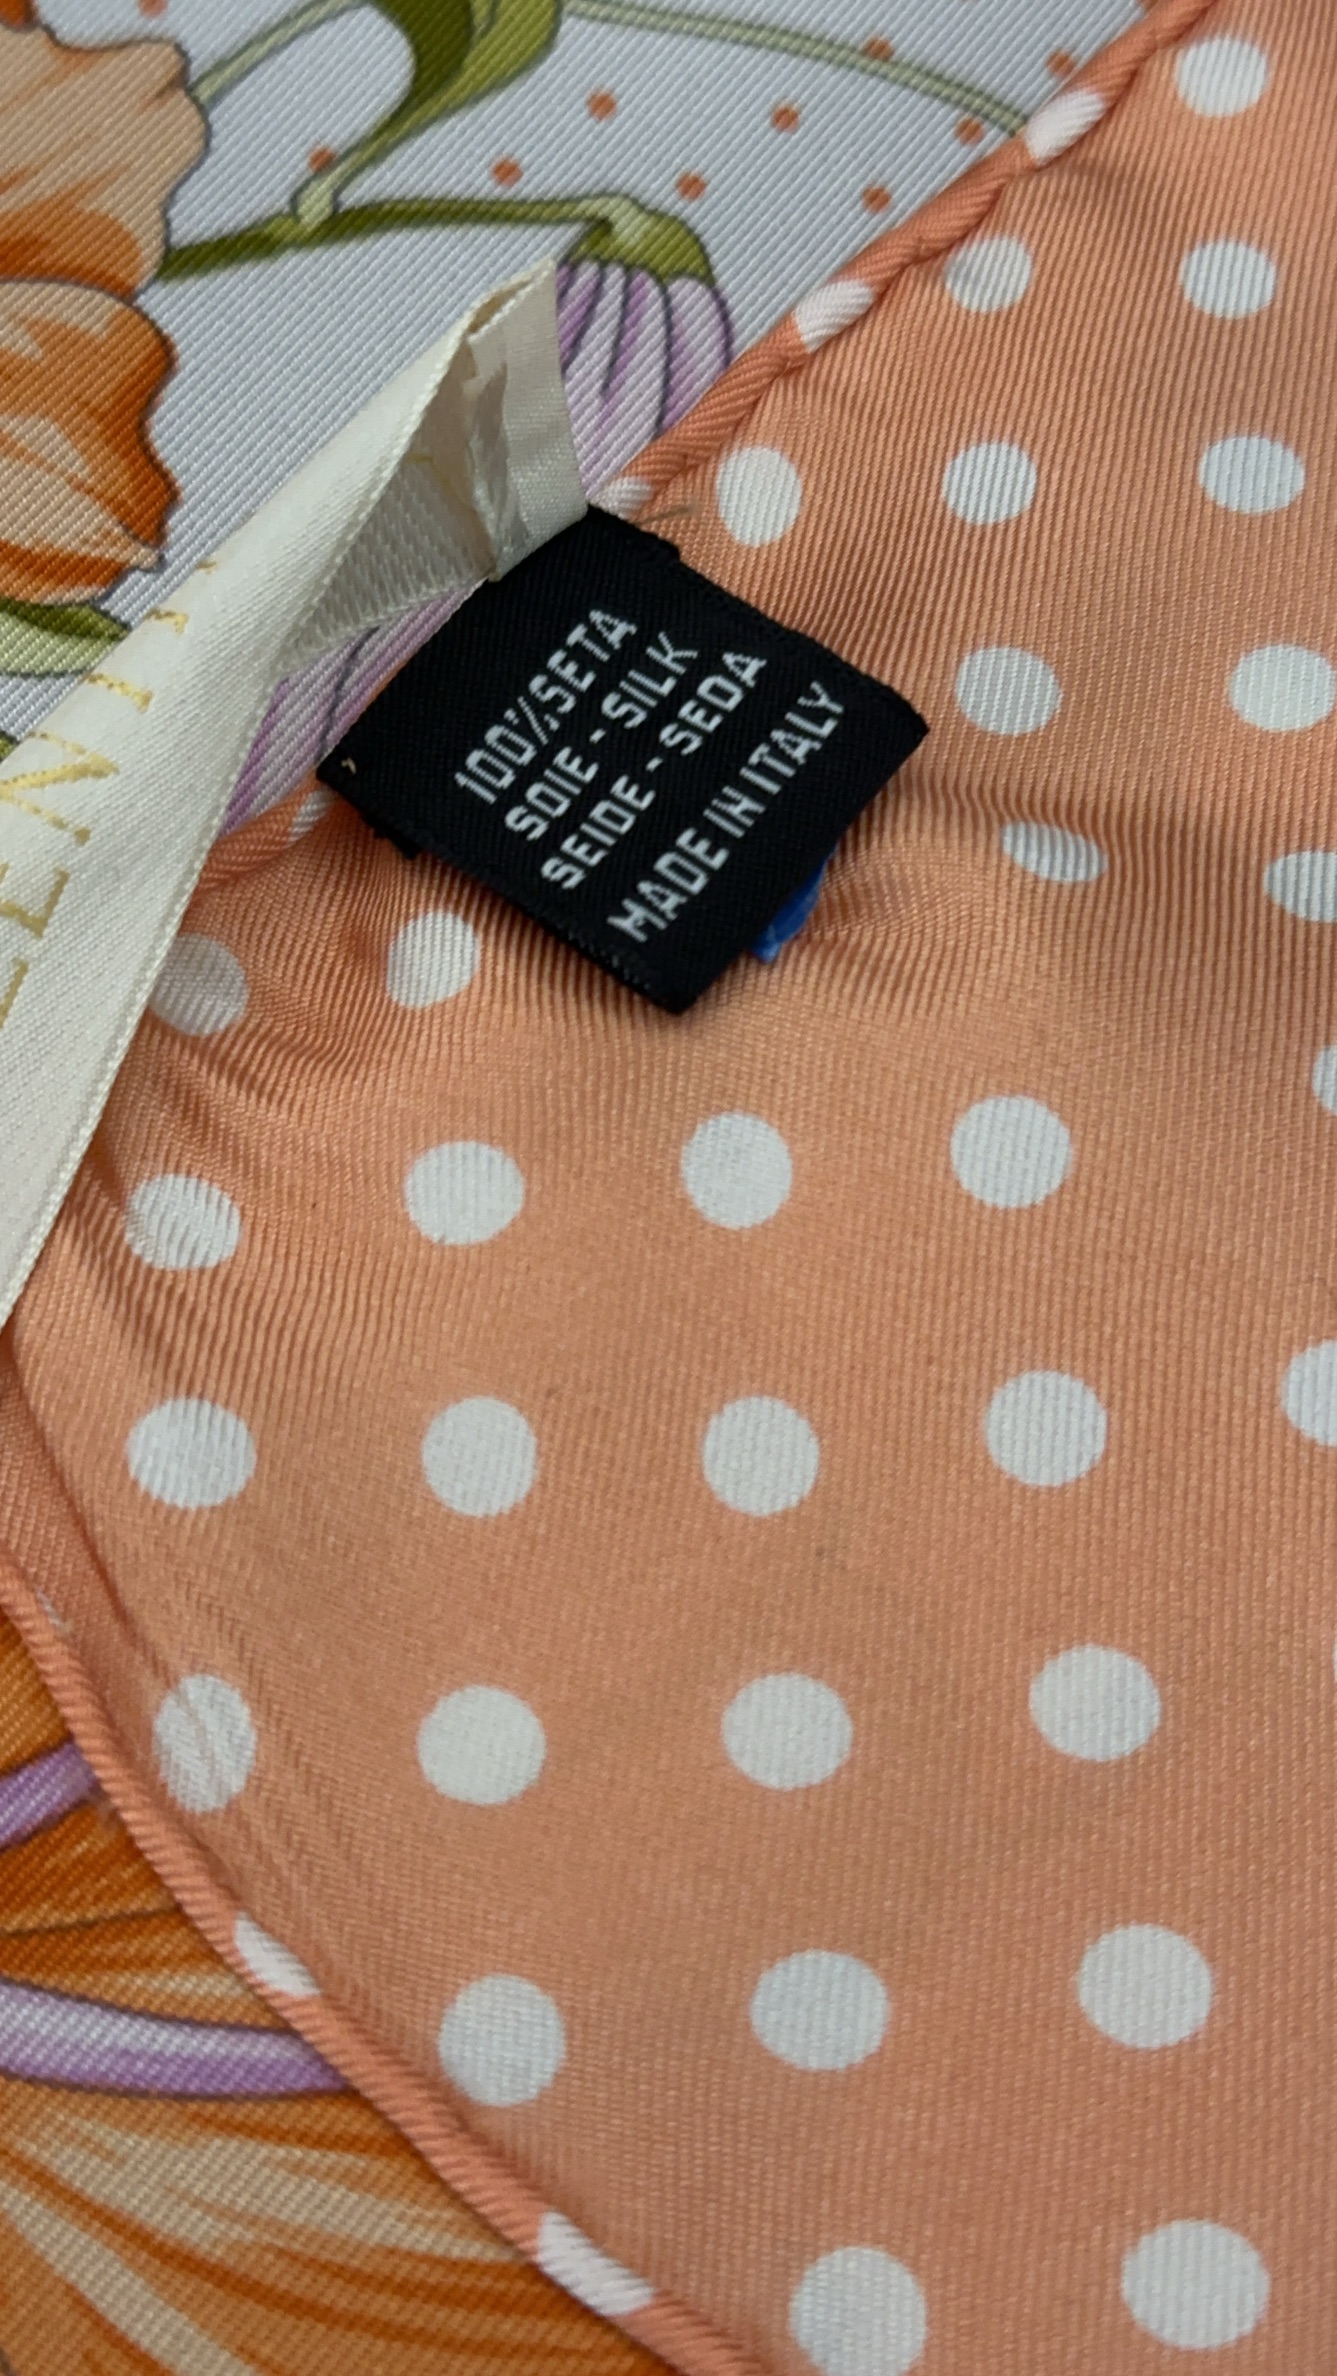 100%SETA
SOIE - SILK
SEIDE - SEDA
MADE IN ITALY